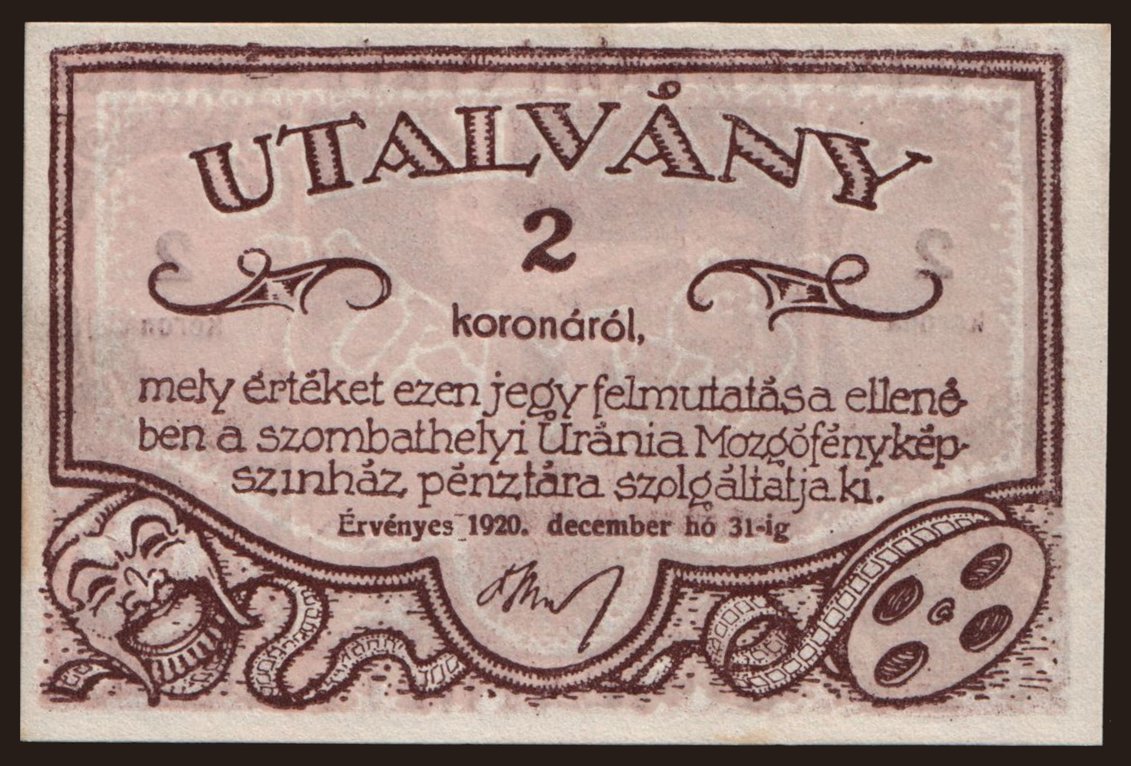 UTALVÁNY
2
koronáról,
mely értéket ezen jegy felmutatása ellené-
ben a szombathelyi Uránia Mozgófénykép-
szinház pénztára szolgáltatja ki.
Érvényes 1920. december hó 31-ig